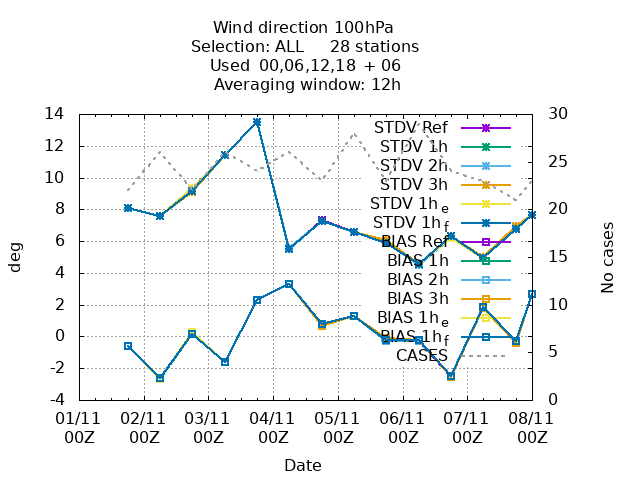 Wind direction 100hPa
Selection: ALL 28 stations
Used 00,06,12,18 + 06
Averaging window: 12h
14
12
10
8
6
4
2
0
-2
-4
deg
30
25
20
15
10
5
0
No cases
STDV Ref
STDV 1h
STDV 2h
STDV 3h
STDV 1h e
STDV 1h f
BIAS Ref
BIAS 1h
BIAS 2h
BIAS 3h
BIAS 1h e
BIAS 1h f
CASES
01/11 02/11 03/11 04/11 05/11 06/11 07/11 08/11
00Z 00Z 00Z 00Z 00Z 00Z 00Z 00Z
Date